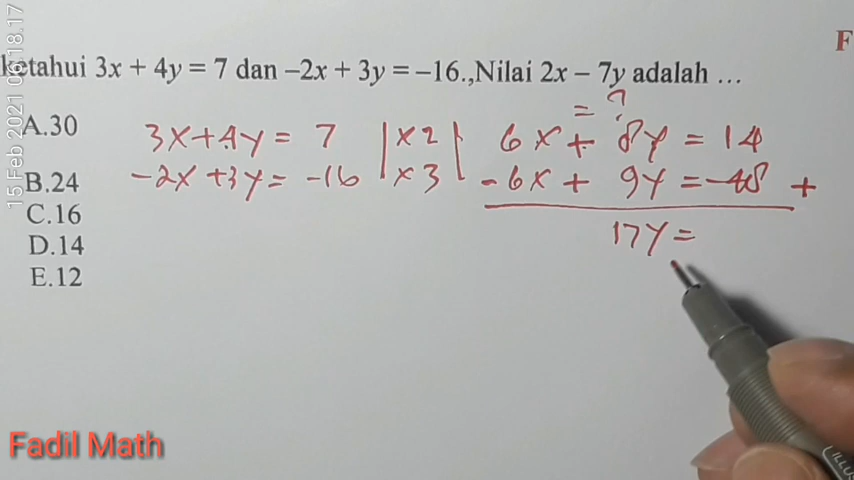 F
ketahui 3x + 4y = 7 dan –2x + 3y = –16.,Nilai 2x – 7y adalah …
= ?
A.30
B.24
C.16
D.14
E.12
3x+4y = 7 | x2 | 6x + 8y = 14
-2x +3y = -16 | x3 | -6x + 9y = -48 +
17y =
15 Feb 2021 06.18.17
Fadil Math